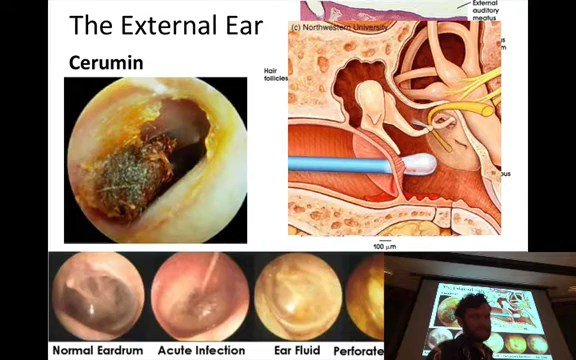 The External Ear
Cerumin
External
auditory
meatus
(c) Northwestern University
Hair
follicles
100 µm
Normal Eardrum
Acute Infection
Ear Fluid
Perforate